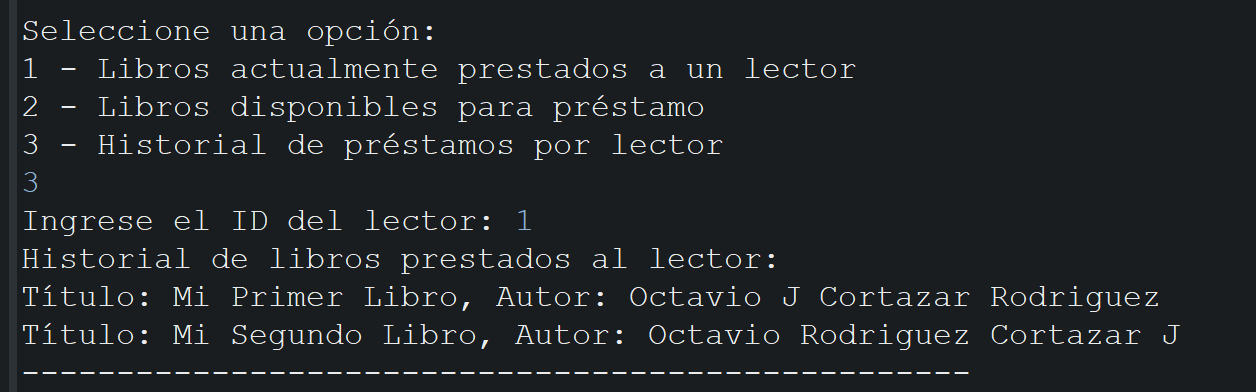 Seleccione una opción:
1 - Libros actualmente prestados a un lector
2 - Libros disponibles para préstamo
3 - Historial de préstamos por lector
3
Ingrese el ID del lector: 1
Historial de libros prestados al lector:
Título: Mi Primer Libro, Autor: Octavio J Cortazar Rodriguez
Título: Mi Segundo Libro, Autor: Octavio Rodriguez Cortazar J
--------------------------------------------------